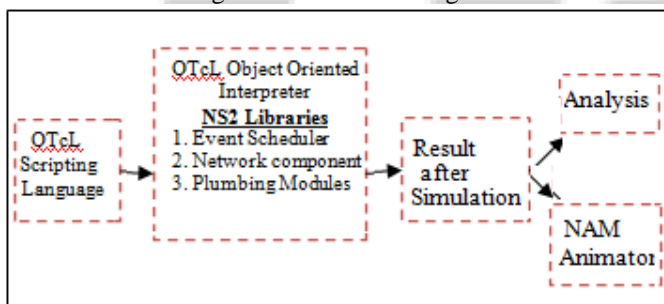 OTcL
Scripting
Language
OTcL Object Oriented
Interpreter
NS2 Libraries
1. Event Scheduler
2. Network component
3. Plumbing Modules
Result
after
Simulation
Analysis
NAM
Animator